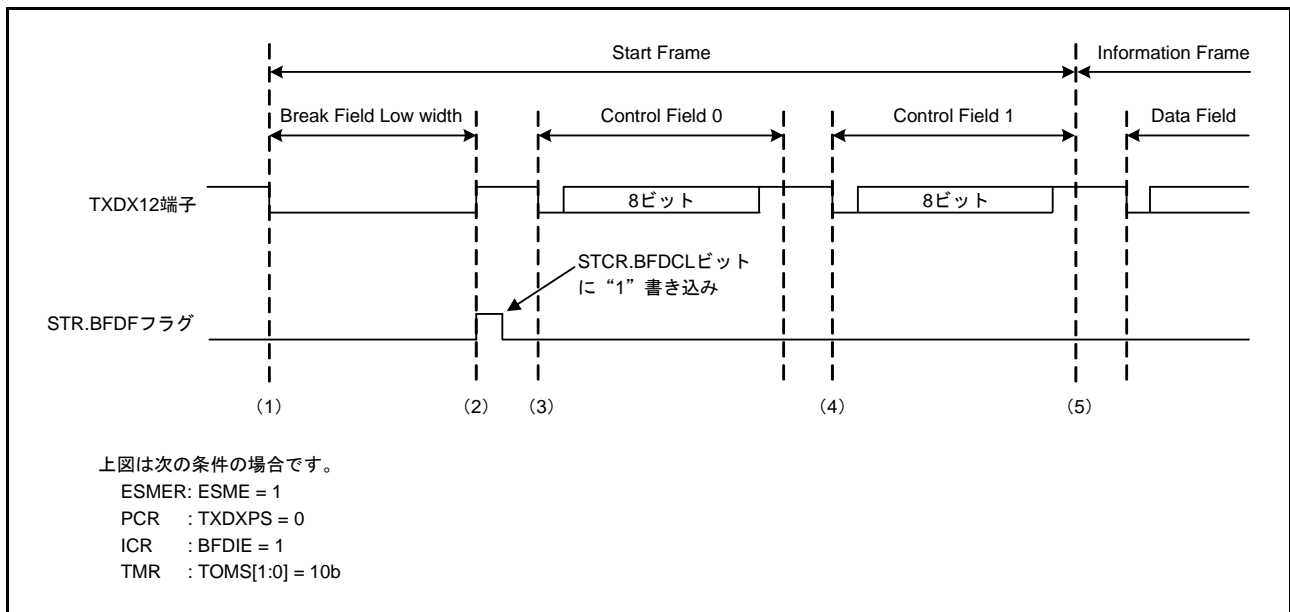 Start Frame
Information Frame
Break Field Low width
Control Field 0
Control Field 1
Data Field
TXDX12端子
8ビット
8ビット
STCR.BFDCLビット
に“1”書き込み
STR.BFDFフラグ
(1)
(2)
(3)
(4)
(5)
上図は次の条件の場合です。
ESMER: ESME = 1
PCR : TXDXPS = 0
ICR : BFDIE = 1
TMR : TOMS[1:0] = 10b